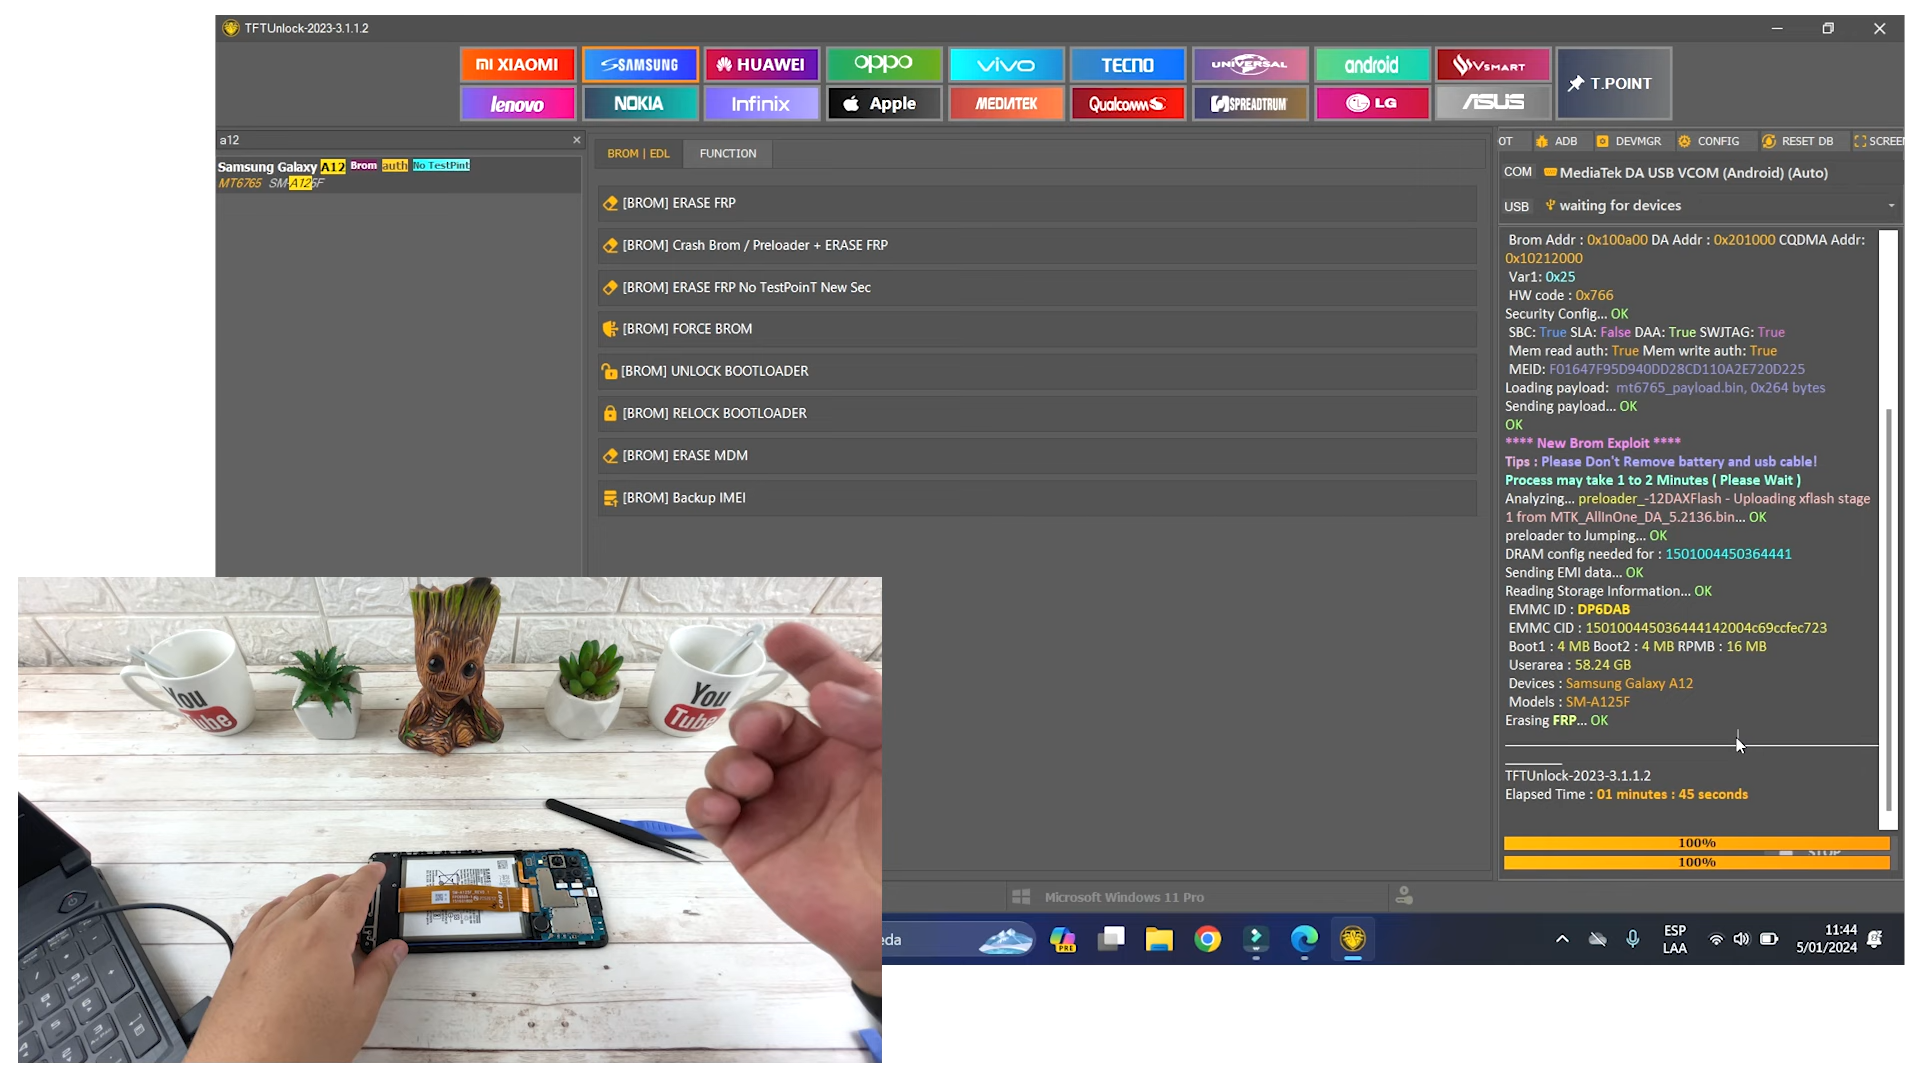 TFTUnlock-2023-3.1.1.2
MI XIAOMI
SAMSUNG
HUAWEI
oppo
vivo
TECNO
UNIVERSAL
android
VSMART
T.POINT
lenovo
NOKIA
Infinix
Apple
MEDIATEK
Qualcomm
SPREADTRUM
LG
ASUS
a12
Samsung Galaxy A12 Brom auth No TestPint
MT6765 SM-A125F
BROM | EDL
FUNCTION
[BROM] ERASE FRP
[BROM] Crash Brom / Preloader + ERASE FRP
[BROM] ERASE FRP No TestPoinT New Sec
[BROM] FORCE BROM
[BROM] UNLOCK BOOTLOADER
[BROM] RELOCK BOOTLOADER
[BROM] ERASE MDM
[BROM] Backup IMEI
OT ADB DEVMGR CONFIG RESET DB SCREE
COM MediaTek DA USB VCOM (Android) (Auto)
USB waiting for devices
Brom Addr : 0x100a00 DA Addr : 0x201000 CQDMA Addr:
0x10212000
Var1: 0x25
HW code : 0x766
Security Config... OK
SBC: True SLA: False DAA: True SWJTAG: True
Mem read auth: True Mem write auth: True
MEID: F01647F95D940DD28CD110A2E720D225
Loading payload: mt6765_payload.bin, 0x264 bytes
Sending payload... OK
OK
**** New Brom Exploit ****
Tips : Please Don't Remove battery and usb cable!
Process may take 1 to 2 Minutes ( Please Wait )
Analyzing... preloader_-12DAXFlash - Uploading xflash stage
1 from MTK_AllInOne_DA_5.2136.bin... OK
preloader to Jumping... OK
DRAM config needed for : 1501004450364441
Sending EMI data... OK
Reading Storage Information... OK
EMMC ID : DP6DAB
EMMC CID : 150100445036444142004c69ccfec723
Boot1 : 4 MB Boot2 : 4 MB RPMB : 16 MB
Userarea : 58.24 GB
Devices : Samsung Galaxy A12
Models : SM-A125F
Erasing FRP... OK
TFTUnlock-2023-3.1.1.2
Elapsed Time : 01 minutes : 45 seconds
100%
100%
Microsoft Windows 11 Pro
eda
PRE
ESP
LAA
11:44
5/01/2024
You
Tube
You
Tube